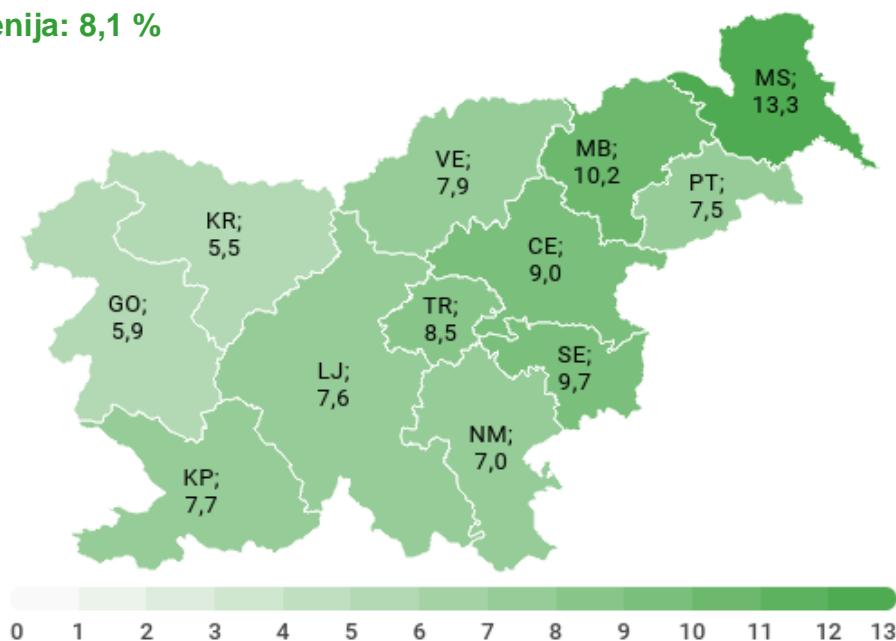 enija: 8,1 %
MS;
13,3
MB;
10,2
VE;
7,9
PT;
7,5
KR;
5,5
CE;
9,0
GO;
5,9
TR;
8,5
SE;
9,7
LJ;
7,6
NM;
7,0
KP;
7,7
0 1 2 3 4 5 6 7 8 9 10 11 12 13